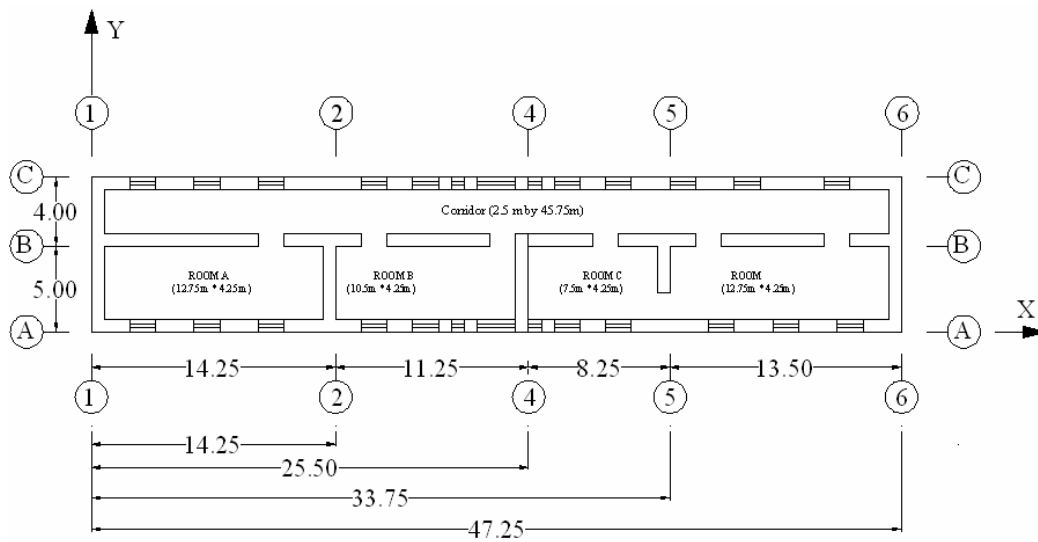 Y
1
2
4
5
6
C
C
4.00
Corridor (2.5 m by 45.75m)
B
B
5.00
ROOM A
(12.75m * 4.25m)
ROOM B
(10.5m * 4.25m)
ROOM C
(7.5m * 4.25m)
ROOM
(12.75m * 4.25m)
X
A
A
14.25
11.25
8.25
13.50
1
2
4
5
6
14.25
25.50
33.75
47.25